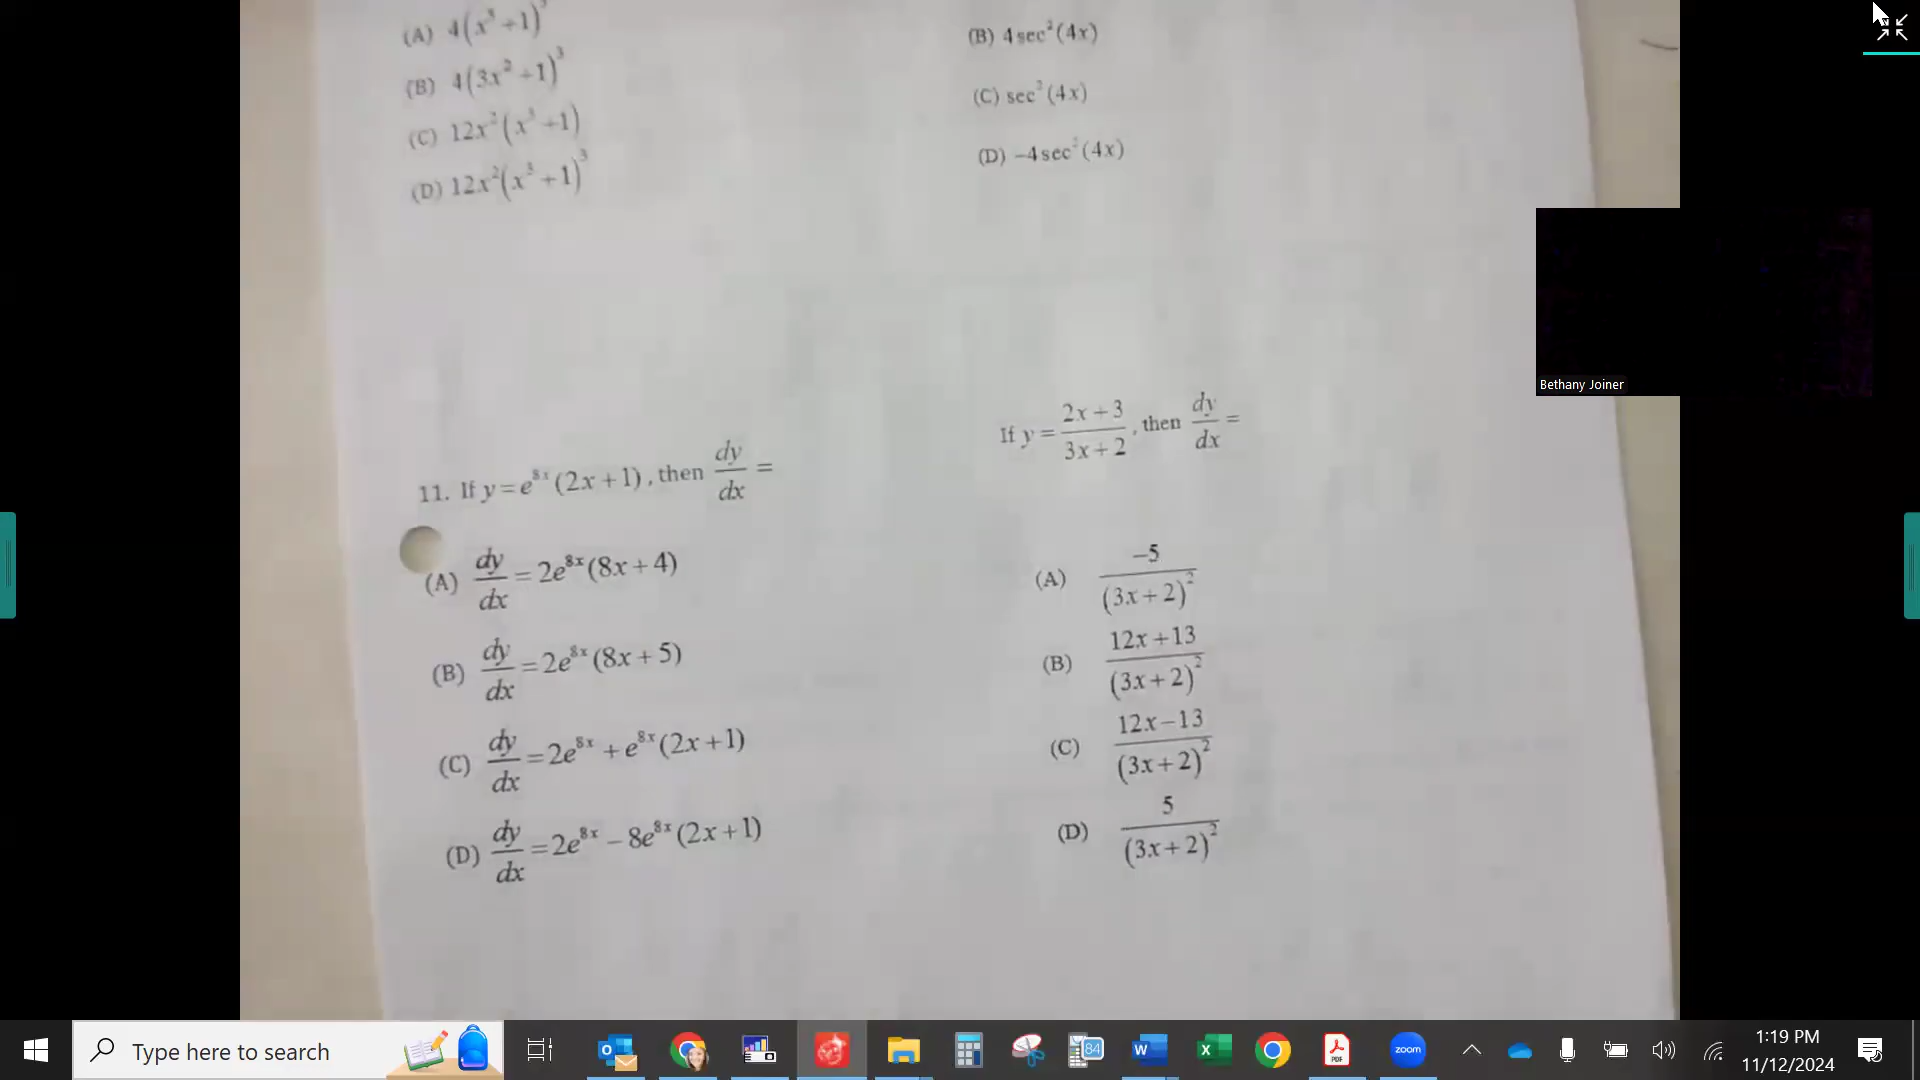 (A) 4(x³+1)³
(B) 4(3x²+1)³
(C) 12x²(x³+1)
(D) 12x²(x³+1)³
(B) 4sec²(4x)
(C) sec²(4x)
(D) −4sec²(4x)
11. If y=e^{8x}(2x+1), then dy/dx =
(A) dy/dx = 2e^{8x}(8x+4)
(B) dy/dx = 2e^{8x}(8x+5)
(C) dy/dx = 2e^{8x}+e^{8x}(2x+1)
(D) dy/dx = 2e^{8x}−8e^{8x}(2x+1)
If y = (2x+3)/(3x+2), then dy/dx =
(A) −5/(3x+2)²
(B) (12x+13)/(3x+2)²
(C) (12x−13)/(3x+2)²
(D) 5/(3x+2)²
Bethany Joiner
Type here to search
84
zoom
1:19 PM
11/12/2024